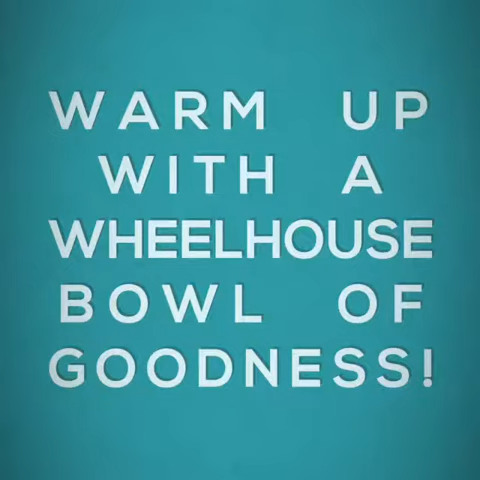 WARM UP
WITH A
WHEELHOUSE
BOWL OF
GOODNESS!